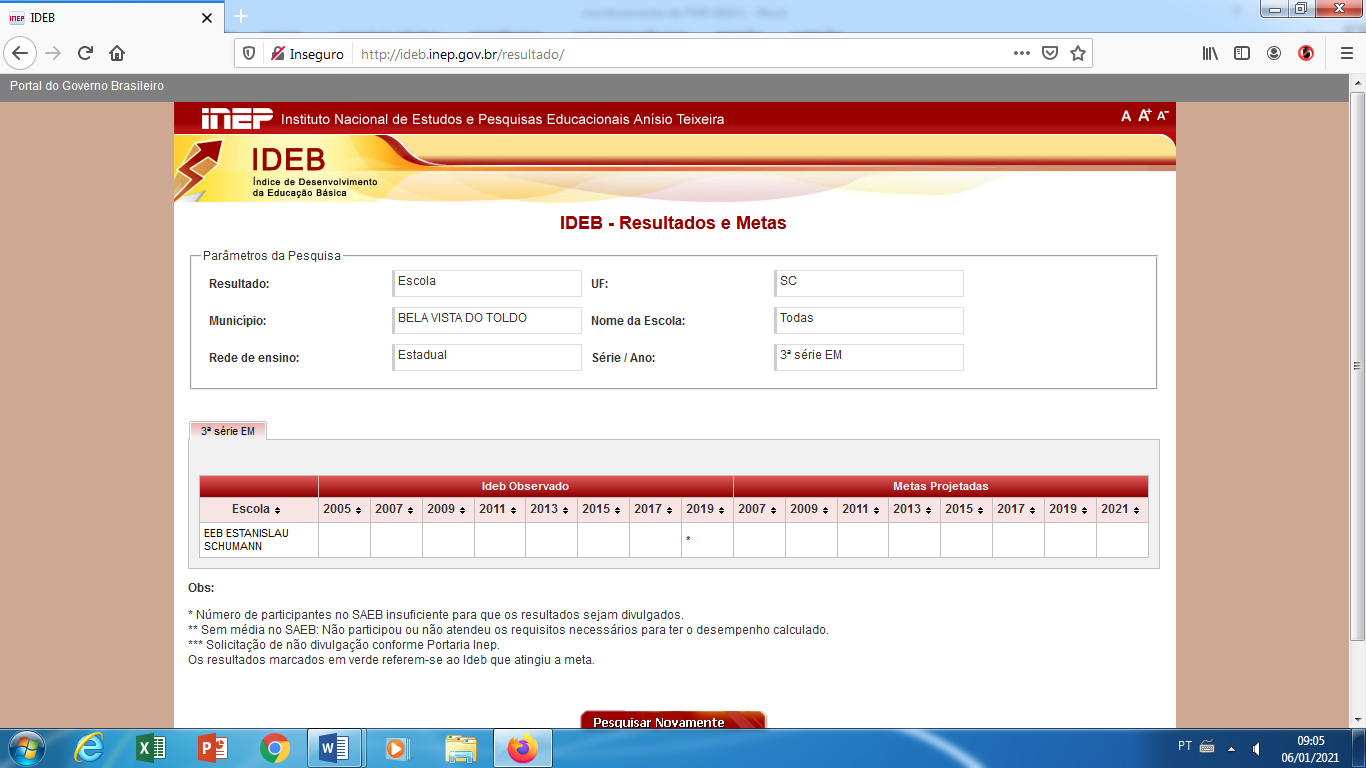 IDEB
Inseguro http://ideb.inep.gov.br/resultado/
Portal do Governo Brasileiro
inep Instituto Nacional de Estudos e Pesquisas Educacionais Anísio Teixeira A A+ A-
IDEB
Índice de Desenvolvimento
da Educação Básica
IDEB - Resultados e Metas
Parâmetros da Pesquisa
Resultado: Escola UF: SC
Município: BELA VISTA DO TOLDO Nome da Escola: Todas
Rede de ensino: Estadual Série / Ano: 3ª série EM
3ª série EM
Ideb Observado Metas Projetadas
Escola 2005 2007 2009 2011 2013 2015 2017 2019 2007 2009 2011 2013 2015 2017 2019 2021
EEB ESTANISLAU
SCHUMANN *
Obs:
* Número de participantes no SAEB insuficiente para que os resultados sejam divulgados.
** Sem média no SAEB: Não participou ou não atendeu os requisitos necessários para ter o desempenho calculado.
*** Solicitação de não divulgação conforme Portaria Inep.
Os resultados marcados em verde referem-se ao Ideb que atingiu a meta.
Pesquisar Novamente
PT 09:05
06/01/2021